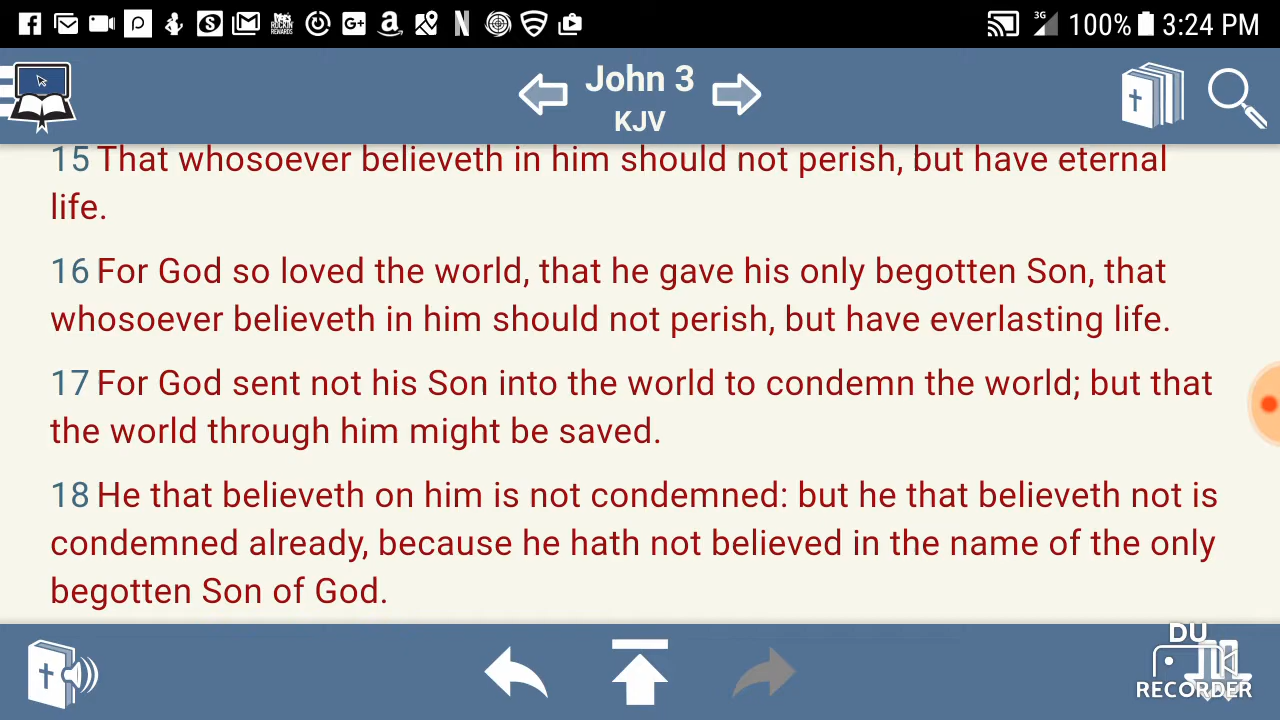 3G 100% 3:24 PM
John 3
KJV
15 That whosoever believeth in him should not perish, but have eternal
life.
16 For God so loved the world, that he gave his only begotten Son, that
whosoever believeth in him should not perish, but have everlasting life.
17 For God sent not his Son into the world to condemn the world; but that
the world through him might be saved.
18 He that believeth on him is not condemned: but he that believeth not is
condemned already, because he hath not believed in the name of the only
begotten Son of God.
DU
RECORDER